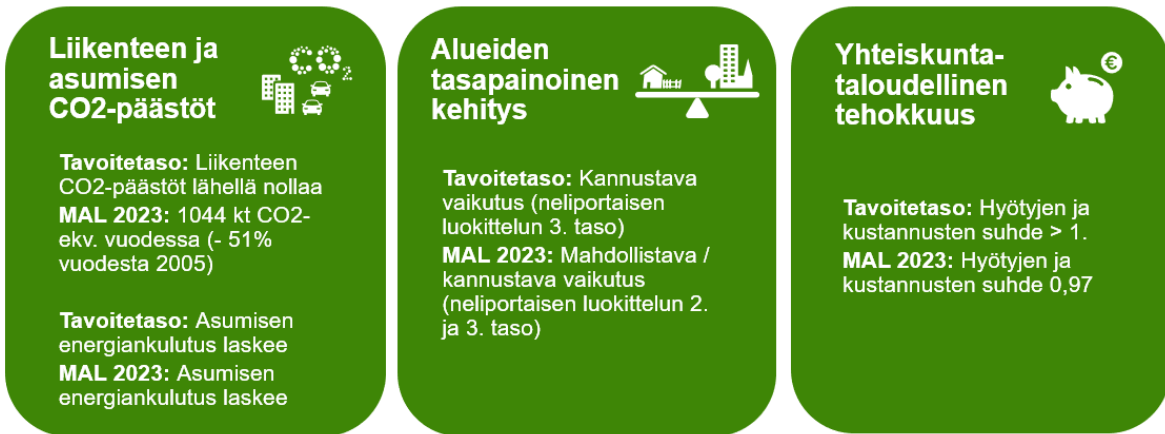 Liikenteen ja
asumisen
CO2-päästöt
CO2
Tavoitetaso: Liikenteen
CO2-päästöt lähellä nollaa
MAL 2023: 1044 kt CO2-
ekv. vuodessa (- 51%
vuodesta 2005)
Tavoitetaso: Asumisen
energiankulutus laskee
MAL 2023: Asumisen
energiankulutus laskee
Alueiden
tasapainoinen
kehitys
Tavoitetaso: Kannustava
vaikutus (neliportaisen
luokittelun 3. taso)
MAL 2023: Mahdollistava /
kannustava vaikutus
(neliportaisen luokittelun 2.
ja 3. taso)
Yhteiskunta-
taloudellinen
tehokkuus
€
Tavoitetaso: Hyötyjen ja
kustannusten suhde > 1.
MAL 2023: Hyötyjen ja
kustannusten suhde 0,97